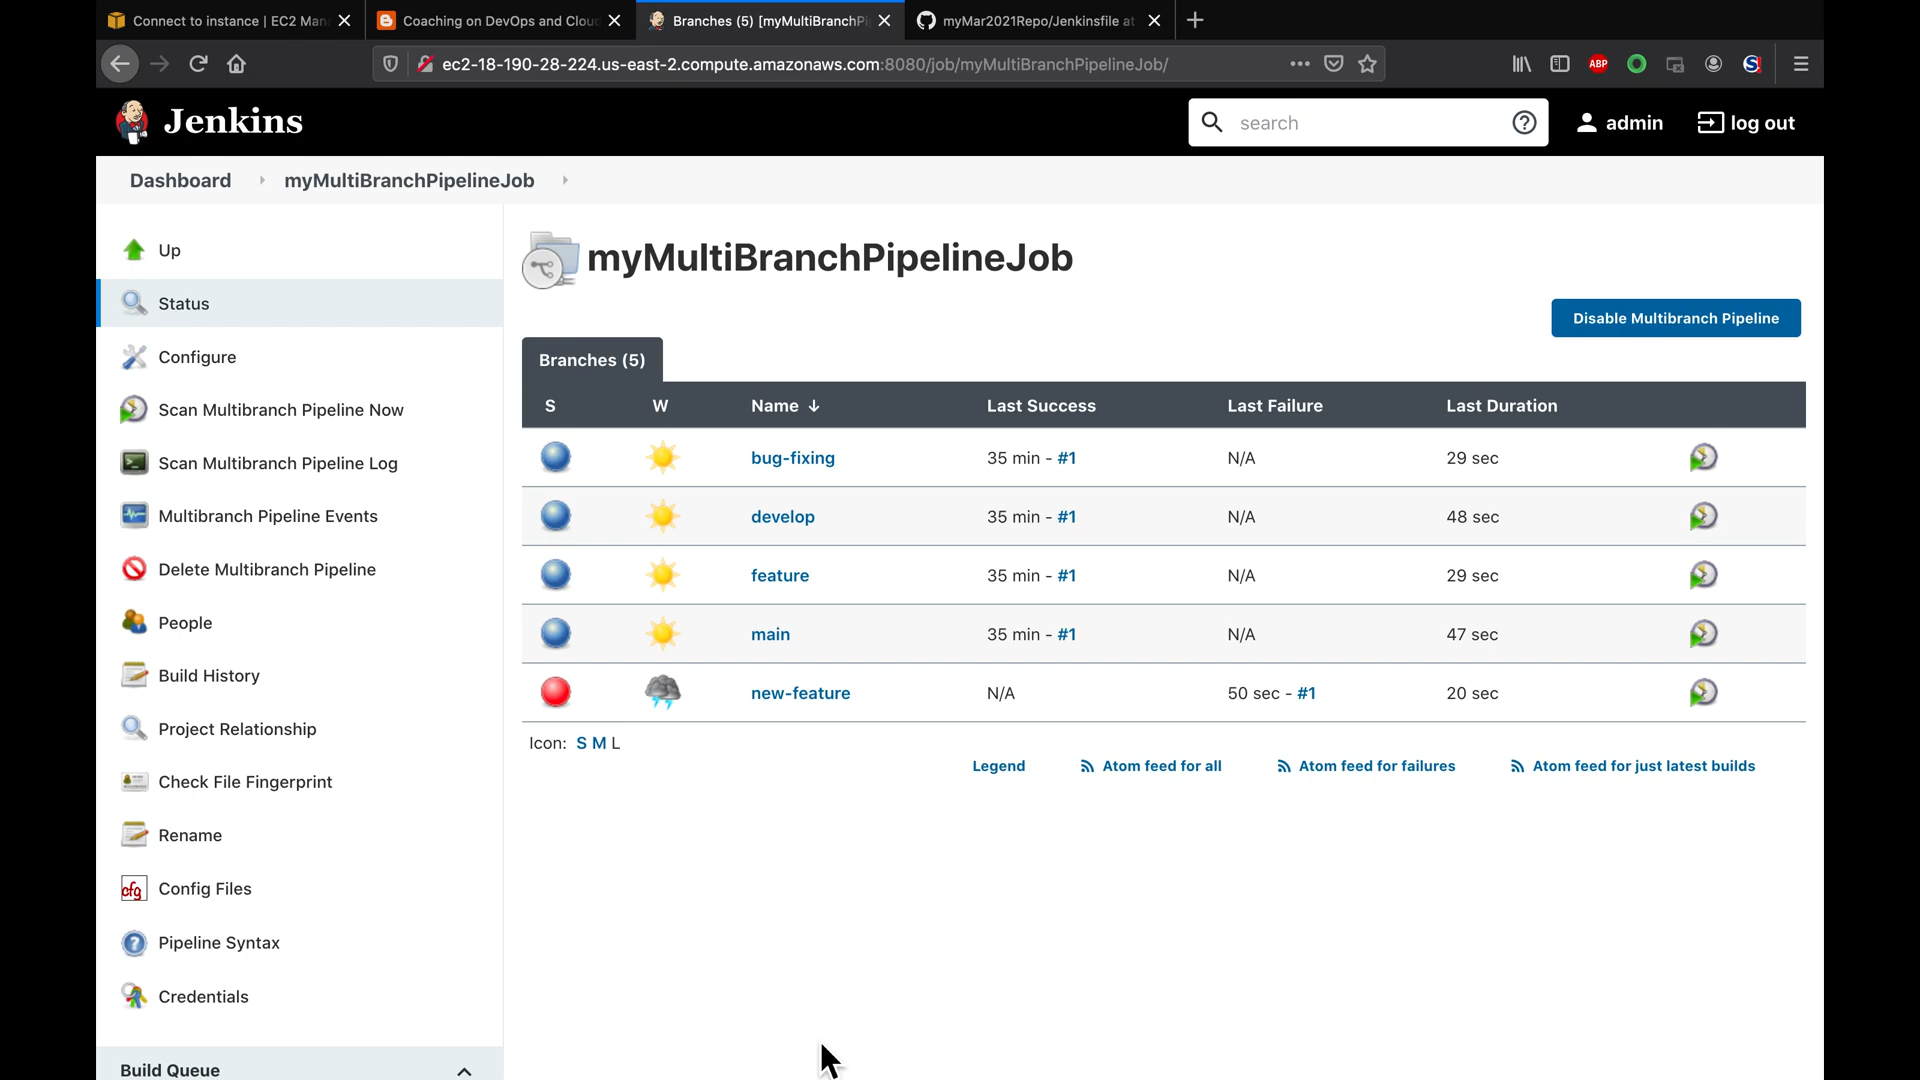 Connect to instance | EC2 Man
Coaching on DevOps and Clou
Branches (5) [myMultiBranchPi
myMar2021Repo/Jenkinsfile at
ec2-18-190-28-224.us-east-2.compute.amazonaws.com:8080/job/myMultiBranchPipelineJob/
ABP
Jenkins
search
admin
log out
Dashboard
myMultiBranchPipelineJob
Up
Status
Configure
Scan Multibranch Pipeline Now
Scan Multibranch Pipeline Log
Multibranch Pipeline Events
Delete Multibranch Pipeline
People
Build History
Project Relationship
Check File Fingerprint
Rename
cfg Config Files
Pipeline Syntax
Credentials
Build Queue
myMultiBranchPipelineJob
Disable Multibranch Pipeline
Branches (5)
S W Name ↓ Last Success Last Failure Last Duration
bug-fixing 35 min - #1 N/A 29 sec
develop 35 min - #1 N/A 48 sec
feature 35 min - #1 N/A 29 sec
main 35 min - #1 N/A 47 sec
new-feature N/A 50 sec - #1 20 sec
Icon: S M L
Legend Atom feed for all Atom feed for failures Atom feed for just latest builds